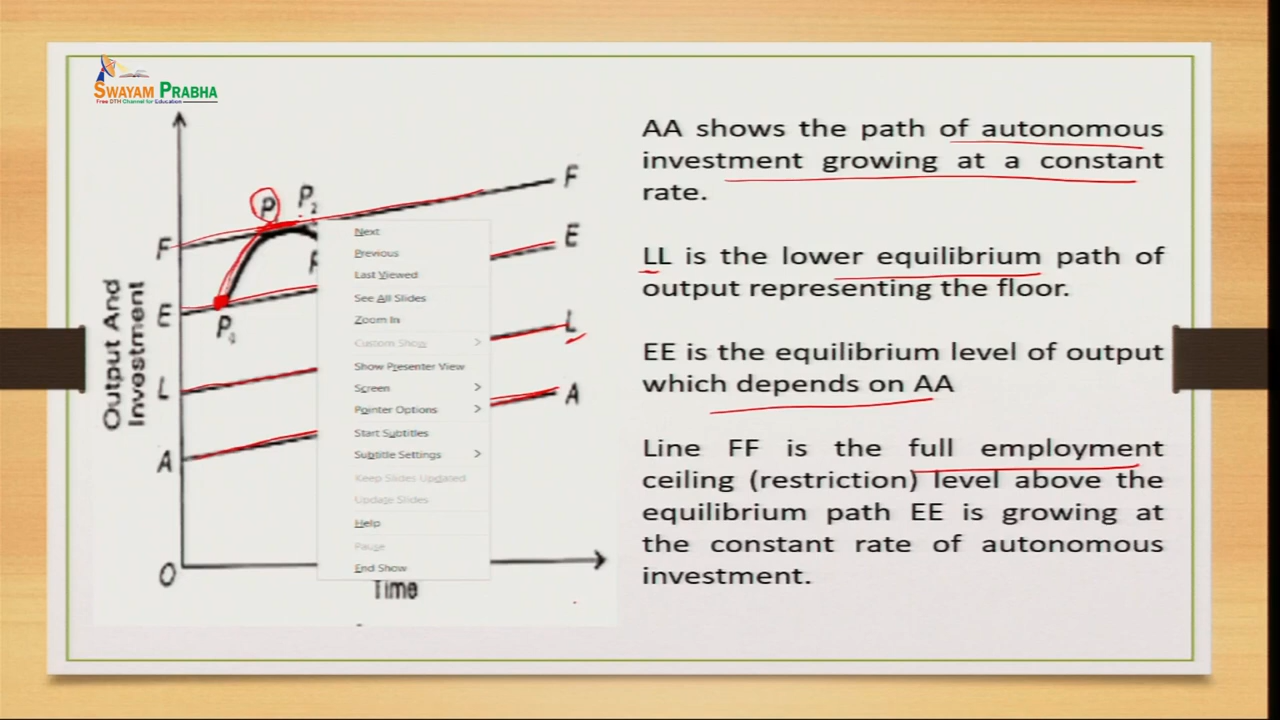 SWAYAM PRABHA
Free DTH Channel for Education
AA shows the path of autonomous
investment growing at a constant
rate.
LL is the lower equilibrium path of
output representing the floor.
EE is the equilibrium level of output
which depends on AA
Line FF is the full employment
ceiling (restriction) level above the
equilibrium path EE is growing at
the constant rate of autonomous
investment.
Output And
Investment
F
E
L
A
O
P
P2
F
E
L
A
Time
Next
Previous
Last Viewed
See All Slides
Zoom In
Custom Show
Show Presenter View
Screen
Pointer Options
Start Subtitles
Subtitle Settings
Keep Slides Updated
Update Slides
Help
Pause
End Show